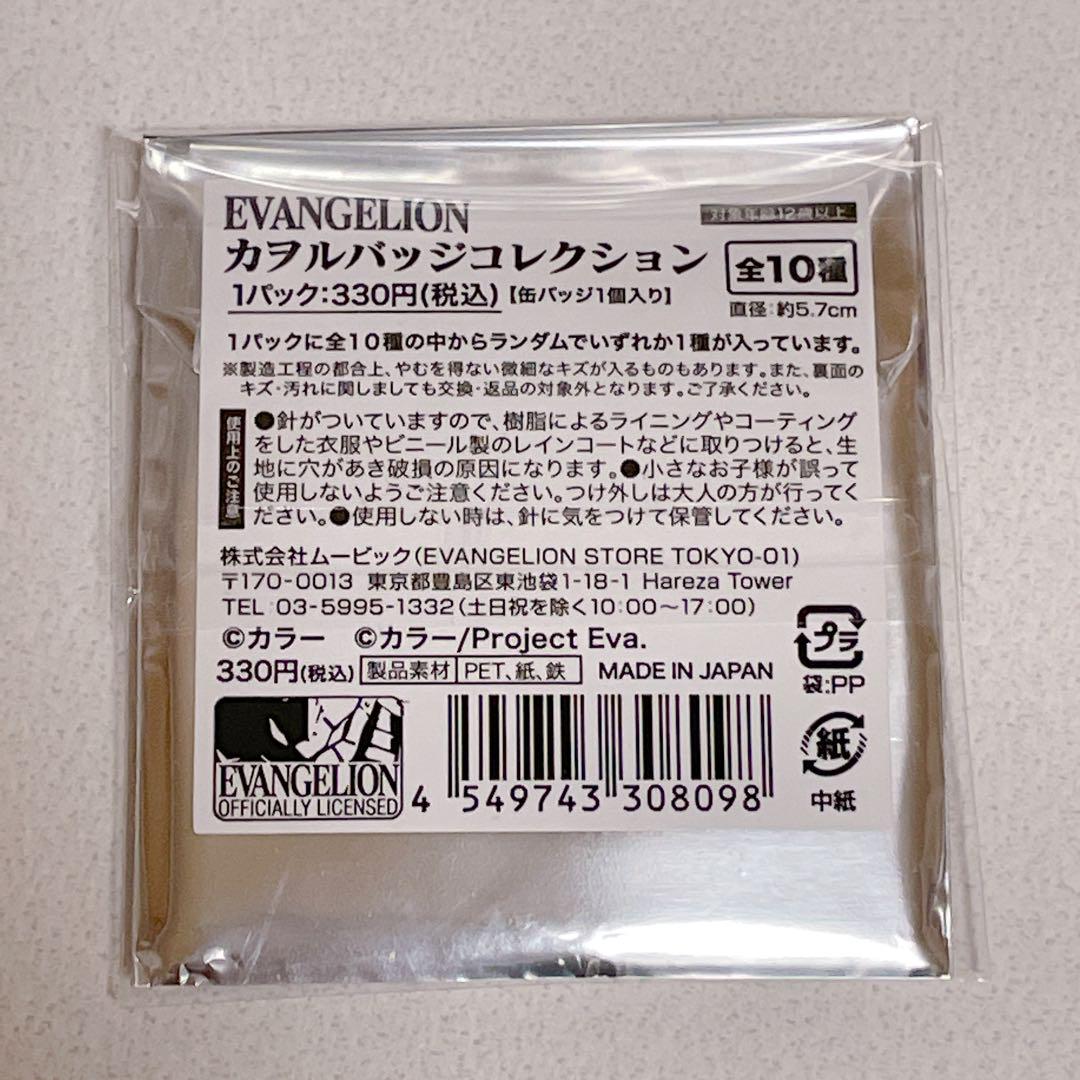 EVANGELION
対象年齢12歳以上
カヲルバッジコレクション
全10種
1パック:330円(税込)【缶バッジ1個入り】
直径:約5.7cm
1パックに全10種の中からランダムでいずれか1種が入っています。
※製造工程の都合上、やむを得ない微細なキズが入るものもあります。また、裏面の
キズ・汚れに関しましても交換・返品の対象外となります。ご了承ください。
使用上のご注意
●針がついていますので、樹脂によるライニングやコーティング
をした衣服やビニール製のレインコートなどに取りつけると、生
地に穴があき破損の原因になります。●小さなお子様が誤って
使用しないようご注意ください。つけ外しは大人の方が行ってく
ださい。●使用しない時は、針に気をつけて保管してください。
株式会社ムービック(EVANGELION STORE TOKYO-01)
〒170-0013 東京都豊島区東池袋1-18-1 Hareza Tower
TEL:03-5995-1332(土日祝を除く10:00〜17:00)
©カラー ©カラー/Project Eva.
330円(税込) 製品素材 PET、紙、鉄 MADE IN JAPAN
プラ
袋:PP
紙
中紙
EVANGELION
OFFICIALLY LICENSED
4 549743 308098